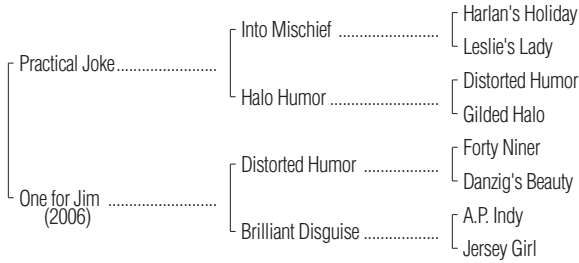 Harlan's Holiday
Into Mischief ........................
Leslie's Lady
Practical Joke........................
Distorted Humor
Halo Humor ..........................
Gilded Halo
Forty Niner
Distorted Humor ..................
Danzig's Beauty
One for Jim ..........................
(2006)
A.P. Indy
Brilliant Disguise ..................
Jersey Girl